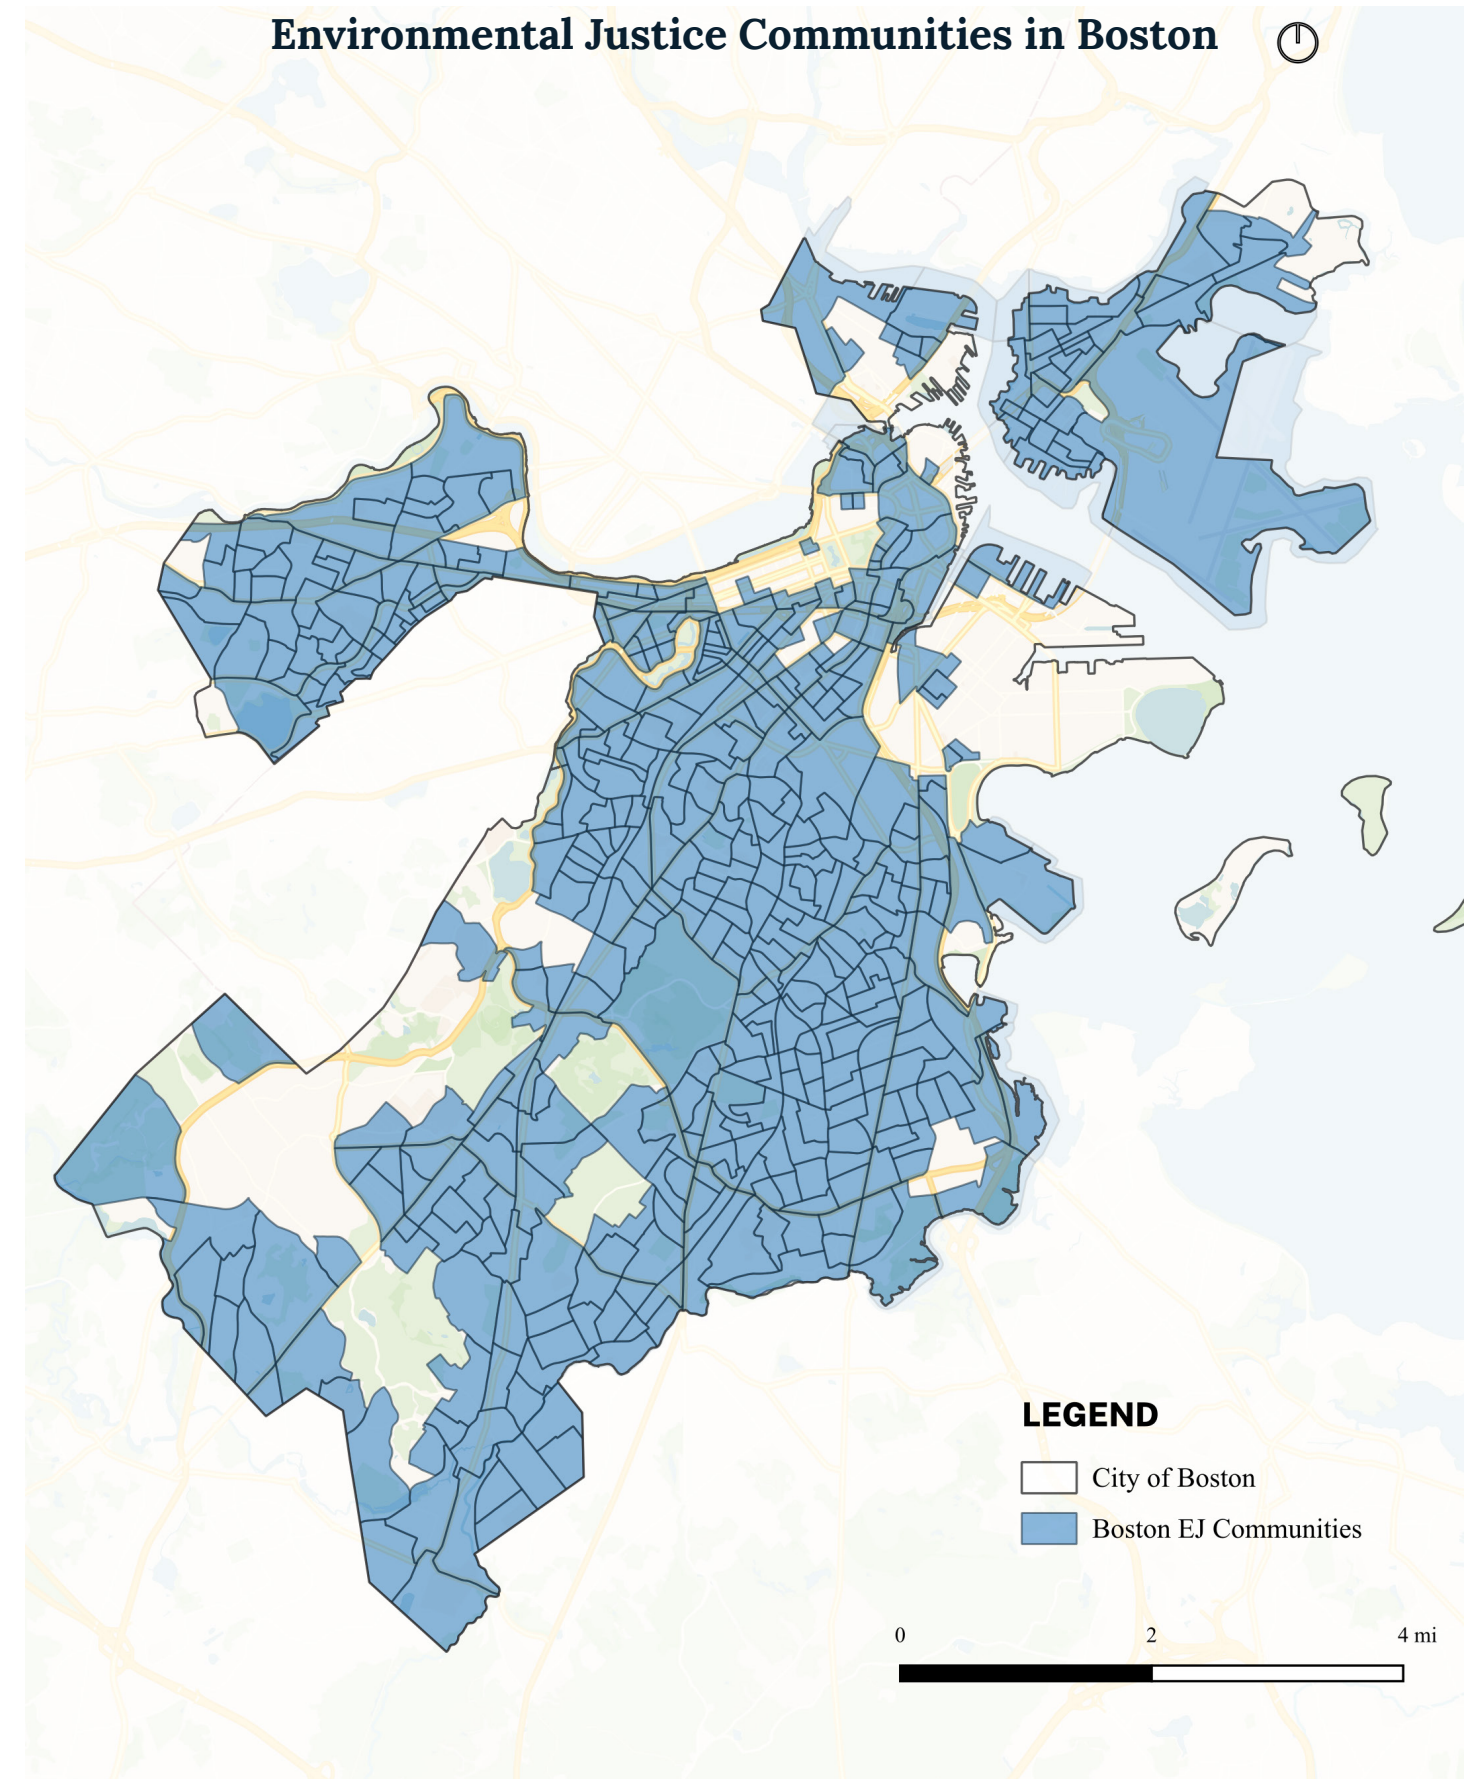 Environmental Justice Communities in Boston
LEGEND
City of Boston
Boston EJ Communities
0 2 4 mi